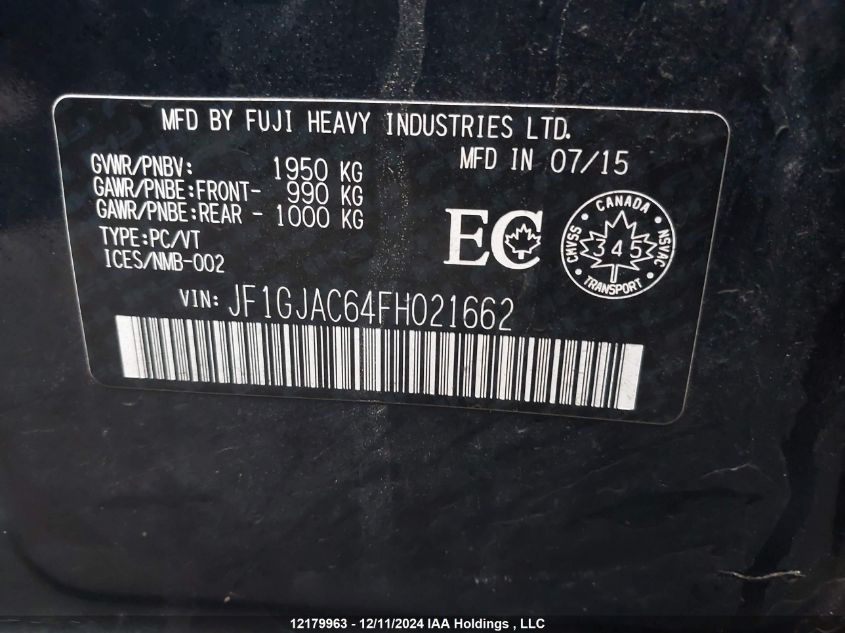 MFD BY FUJI HEAVY INDUSTRIES LTD.
GVWR/PNBV: 1950 KG MFD IN 07/15
GAWR/PNBE:FRONT- 990 KG
GAWR/PNBE:REAR - 1000 KG
TYPE:PC/VT
ICES/NMB-002
EC
CANADA
CMVSS 345 NSVAC
TRANSPORT
VIN: JF1GJAC64FH021662
12179963 - 12/11/2024 IAA Holdings , LLC